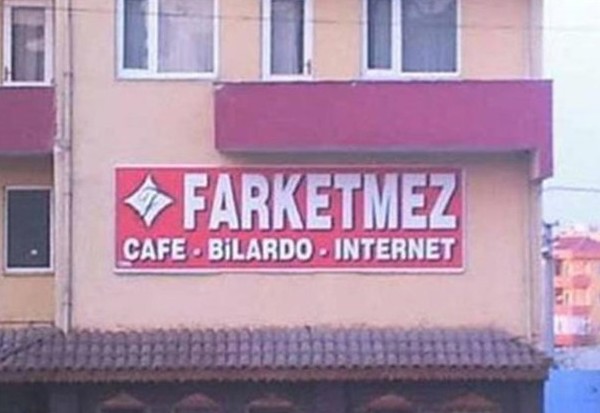 FARKETMEZ
CAFE - BiLARDO - INTERNET